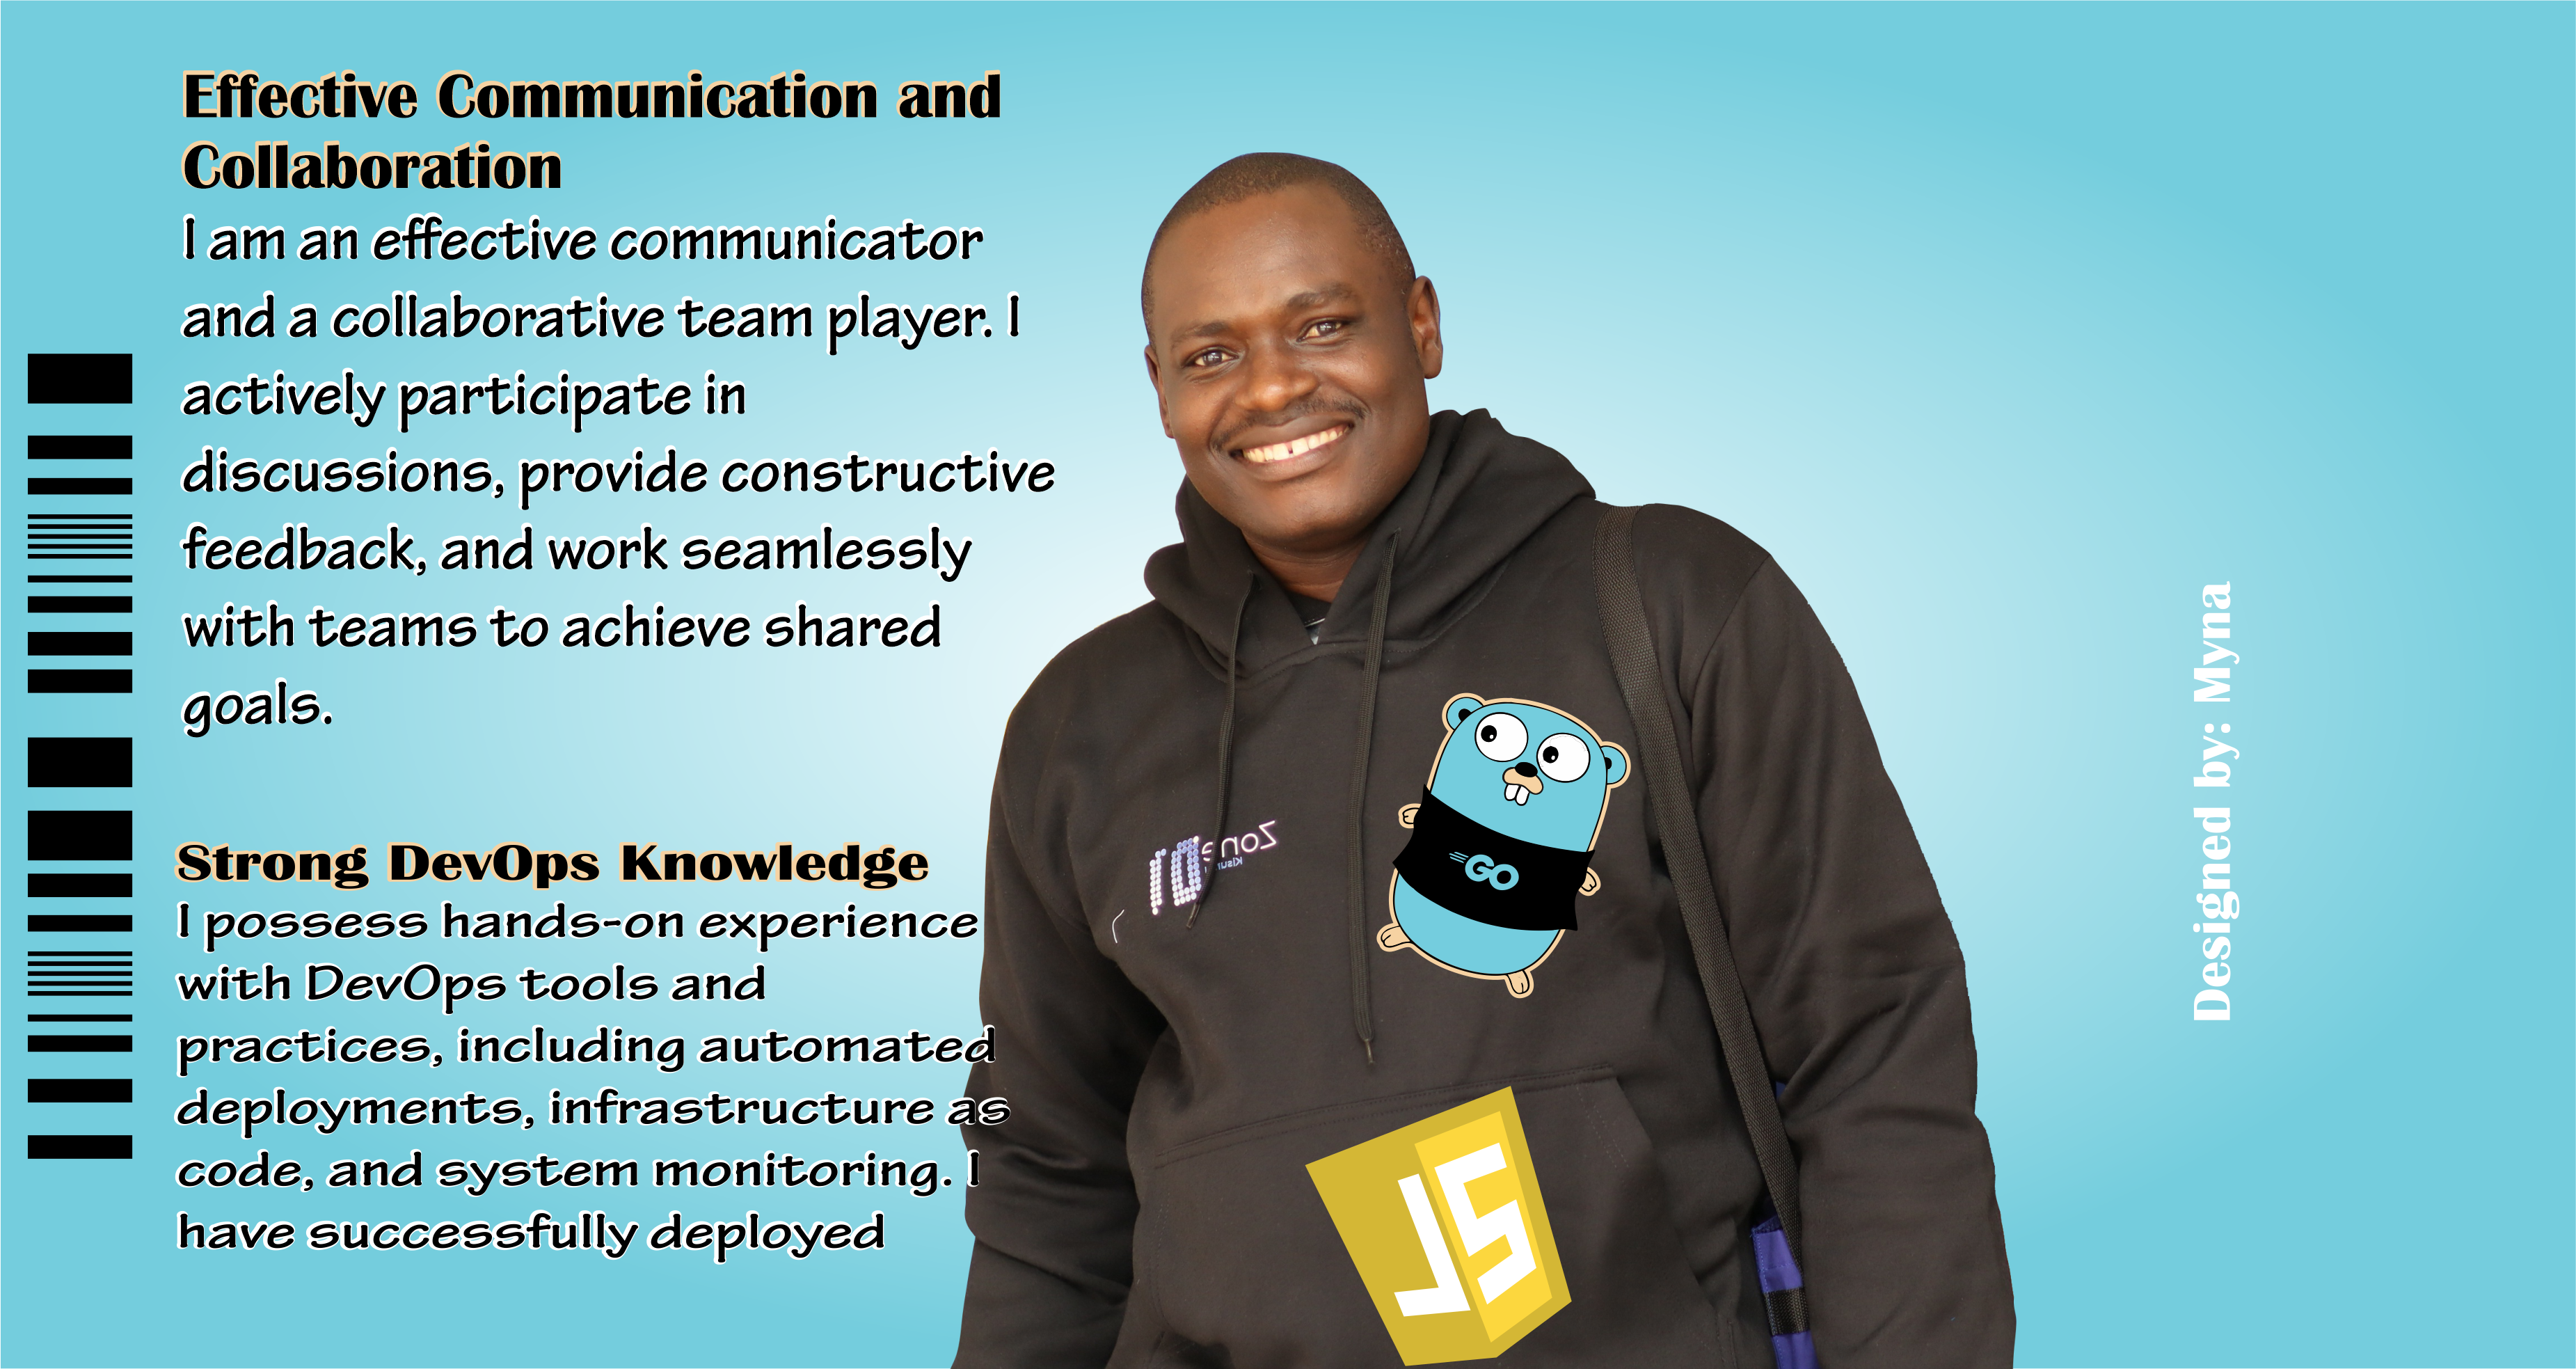 Effective Communication and
Collaboration
I am an effective communicator
and a collaborative team player. I
actively participate in
discussions, provide constructive
feedback, and work seamlessly
with teams to achieve shared
goals.
Strong DevOps Knowledge
I possess hands-on experience
with DevOps tools and
practices, including automated
deployments, infrastructure as
code, and system monitoring. I
have successfully deployed
Zon
01
GO
JS
Designed by: Myna